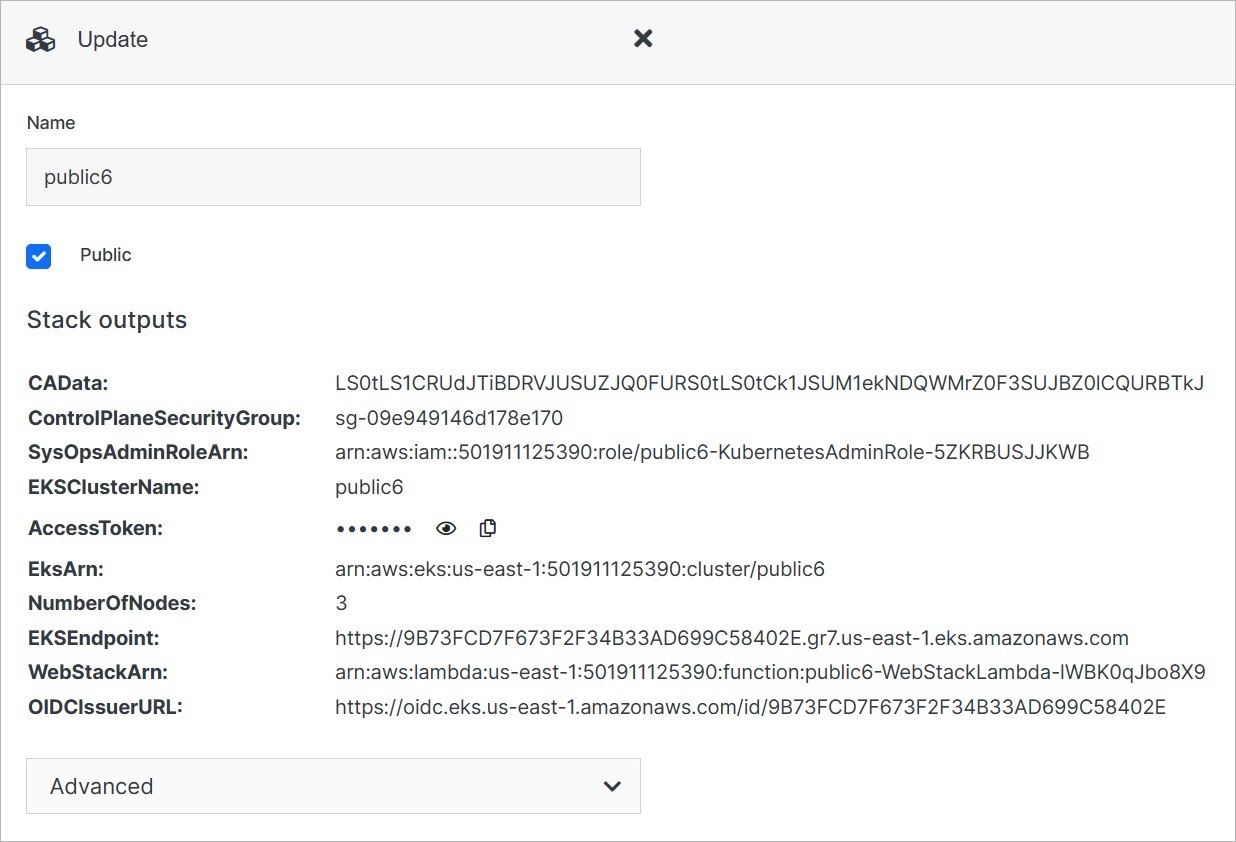 Update
Name
public6
Public
Stack outputs
CAData: LS0tLS1CRUdJTiBDRVJUSUZJQ0FURS0tLS0tCk1JSUM1ekNDQWMrZ0F3SUJBZ0lCQURBTkJ
ControlPlaneSecurityGroup: sg-09e949146d178e170
SysOpsAdminRoleArn: arn:aws:iam::501911125390:role/public6-KubernetesAdminRole-5ZKRBUSJJKWB
EKSClusterName: public6
AccessToken: •••••••
EksArn: arn:aws:eks:us-east-1:501911125390:cluster/public6
NumberOfNodes: 3
EKSEndpoint: https://9B73FCD7F673F2F34B33AD699C58402E.gr7.us-east-1.eks.amazonaws.com
WebStackArn: arn:aws:lambda:us-east-1:501911125390:function:public6-WebStackLambda-IWBK0qJbo8X9
OIDCIssuerURL: https://oidc.eks.us-east-1.amazonaws.com/id/9B73FCD7F673F2F34B33AD699C58402E
Advanced